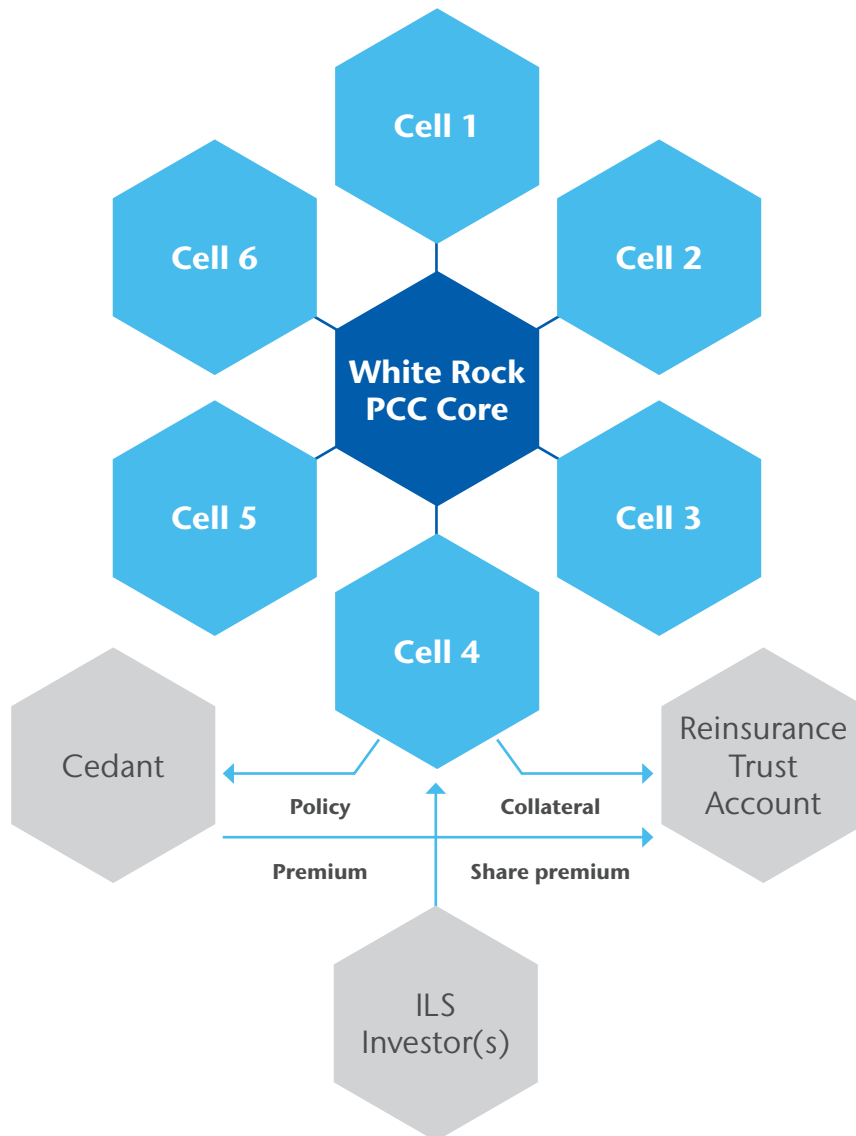 Cell 1
Cell 6
Cell 2
White Rock
PCC Core
Cell 5
Cell 3
Cell 4
Cedant
Reinsurance
Trust
Account
Policy
Collateral
Premium
Share premium
ILS
Investor(s)